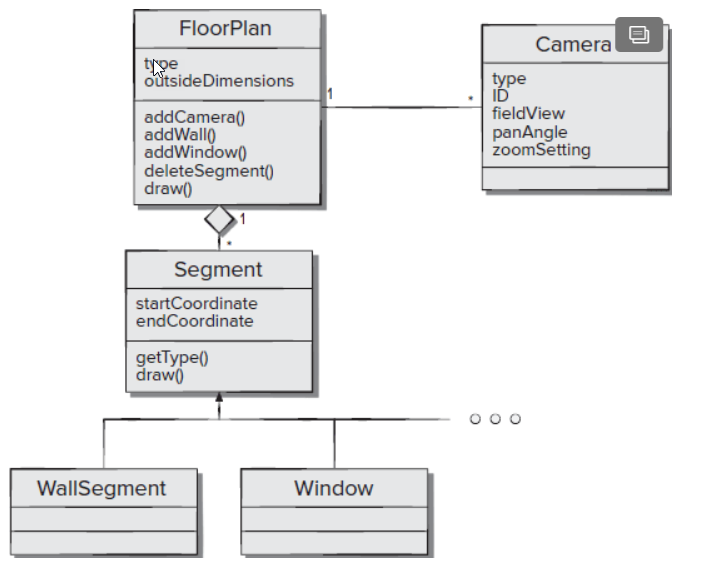 FloorPlan
type
outsideDimensions
addCamera()
addWall()
addWindow()
deleteSegment()
draw()
1
*
Camera
type
ID
fieldView
panAngle
zoomSetting
1
*
Segment
startCoordinate
endCoordinate
getType()
draw()
WallSegment
Window